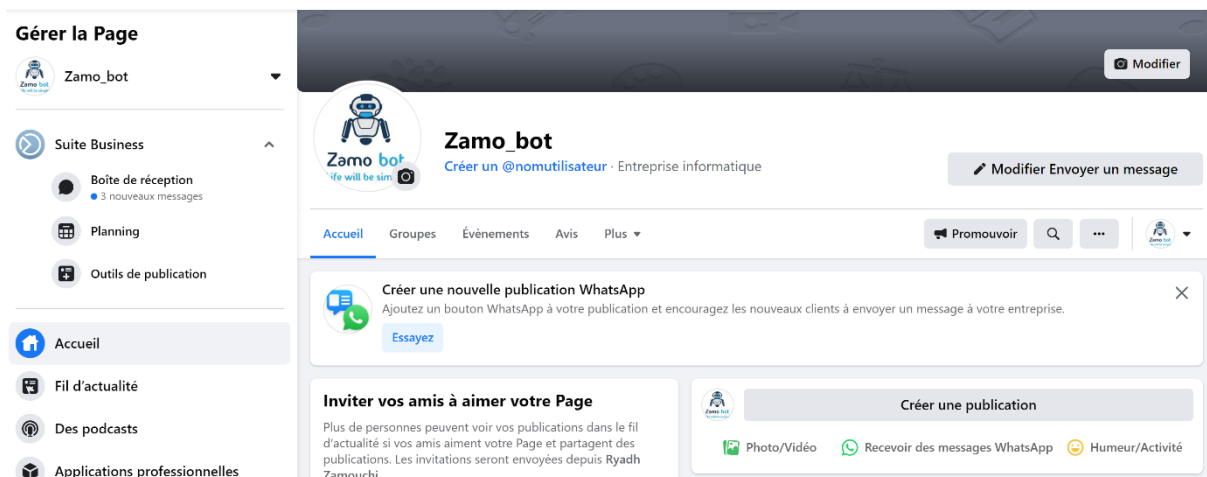 Gérer la Page
Zamo_bot
Suite Business
Boîte de réception
3 nouveaux messages
Planning
Outils de publication
Accueil
Fil d'actualité
Des podcasts
Applications professionnelles
Modifier
Zamo bot
life will be sim
Zamo_bot
Créer un @nomutilisateur · Entreprise informatique
Modifier Envoyer un message
Accueil Groupes Évènements Avis Plus
Promouvoir
Créer une nouvelle publication WhatsApp
Ajoutez un bouton WhatsApp à votre publication et encouragez les nouveaux clients à envoyer un message à votre entreprise.
Essayez
Inviter vos amis à aimer votre Page
Plus de personnes peuvent voir vos publications dans le fil
d'actualité si vos amis aiment votre Page et partagent des
publications. Les invitations seront envoyées depuis Ryadh
Zamouchi
Créer une publication
Photo/Vidéo Recevoir des messages WhatsApp Humeur/Activité